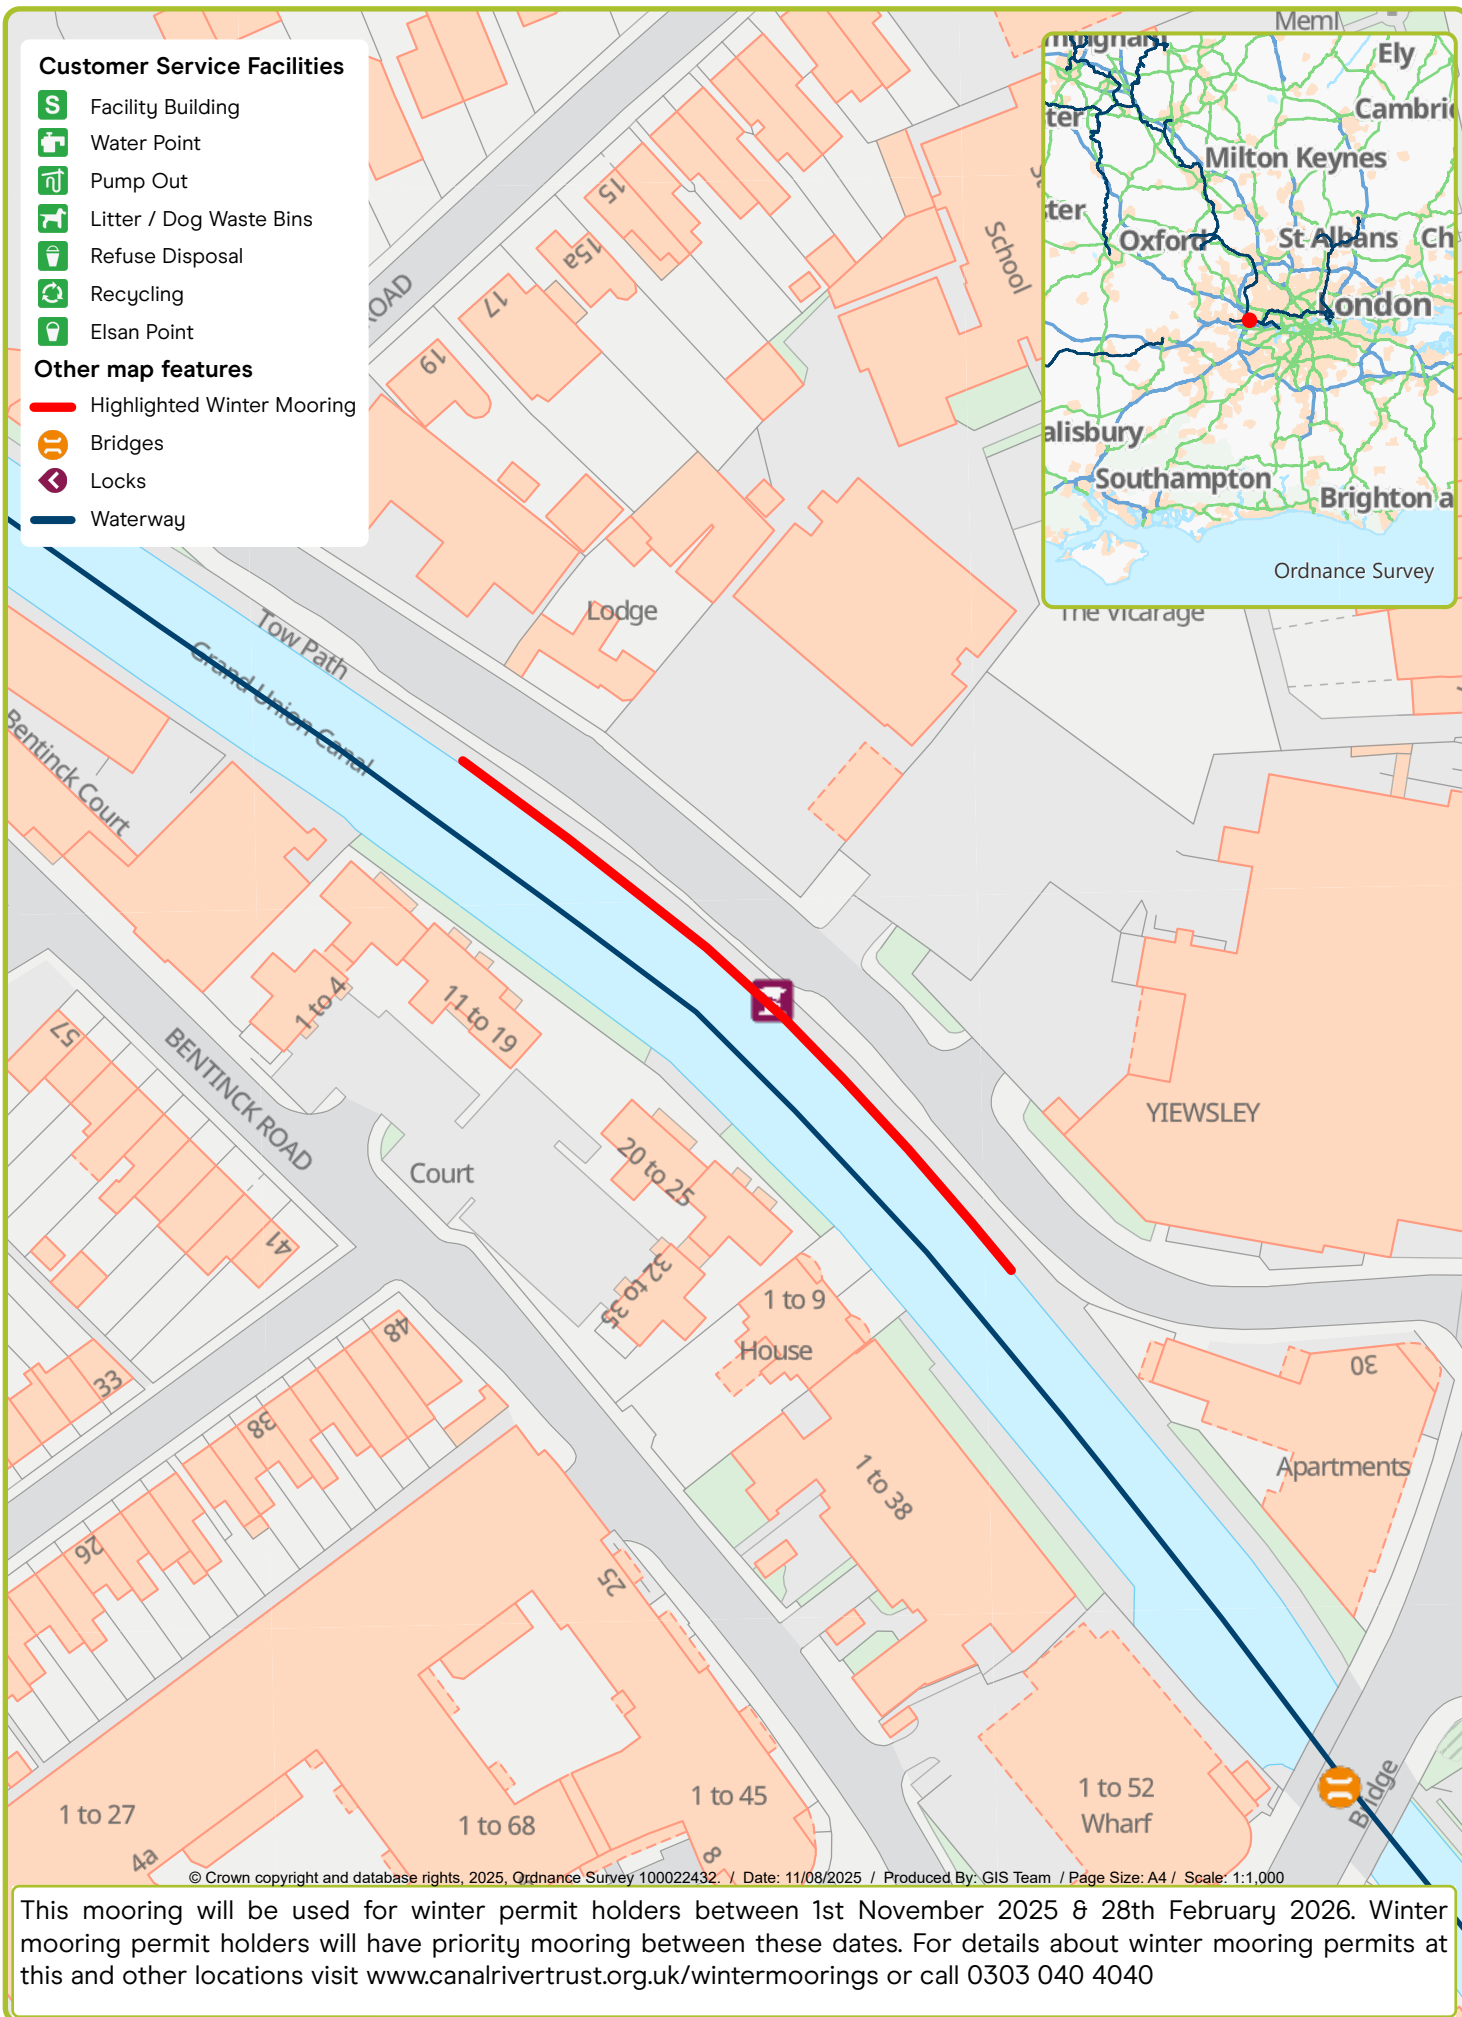 Customer Service Facilities
S Facility Building
Water Point
Pump Out
Litter / Dog Waste Bins
Refuse Disposal
Recycling
Elsan Point
Other map features
Highlighted Winter Mooring
Bridges
Locks
Waterway
Meml
Ely
Milton Keynes
Oxford
St Albans
Ch
ondon
alisbury
Southampton
Brighton a
Ordnance Survey
ter
Cambri
ster
15
15a
17
19
ROAD
School
Lodge
The Vicarage
Tow Path
Grand Union Canal
Bentinck Court
1 to 4
11 to 19
57
BENTINCK ROAD
Court
20 to 25
41
32 to 35
1 to 9
House
YIEWSLEY
48
33
38
30
Apartments
26
25
1 to 38
1 to 27
4a
1 to 68
1 to 45
8
1 to 52
Wharf
Bridge
© Crown copyright and database rights, 2025, Ordnance Survey 100022432. / Date: 11/08/2025 / Produced By: GIS Team / Page Size: A4 / Scale: 1:1,000
This mooring will be used for winter permit holders between 1st November 2025 & 28th February 2026. Winter
mooring permit holders will have priority mooring between these dates. For details about winter mooring permits at
this and other locations visit www.canalrivertrust.org.uk/wintermoorings or call 0303 040 4040